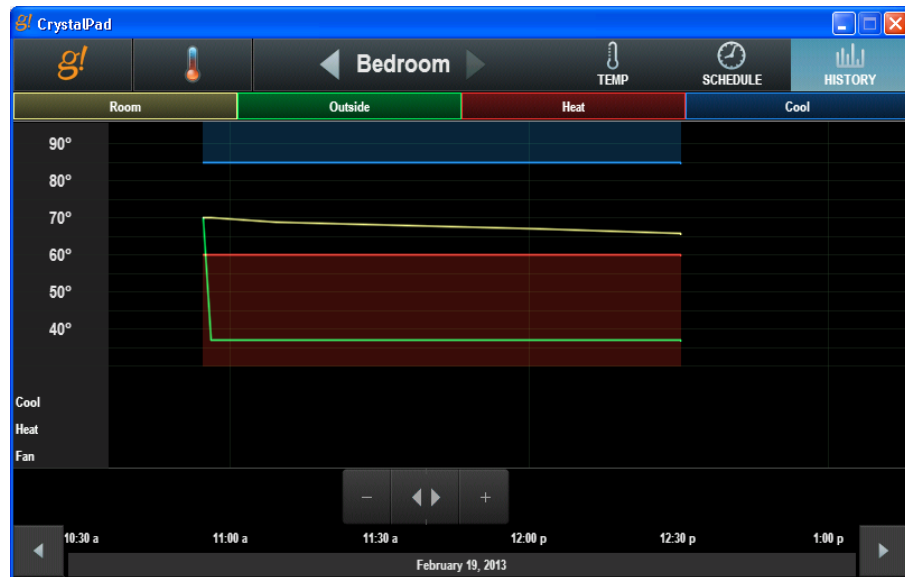 g! CrystalPad
g! Bedroom TEMP SCHEDULE HISTORY
Room Outside Heat Cool
90°
80°
70°
60°
50°
40°
Cool
Heat
Fan
− +
10:30 a 11:00 a 11:30 a 12:00 p 12:30 p 1:00 p
February 19, 2013